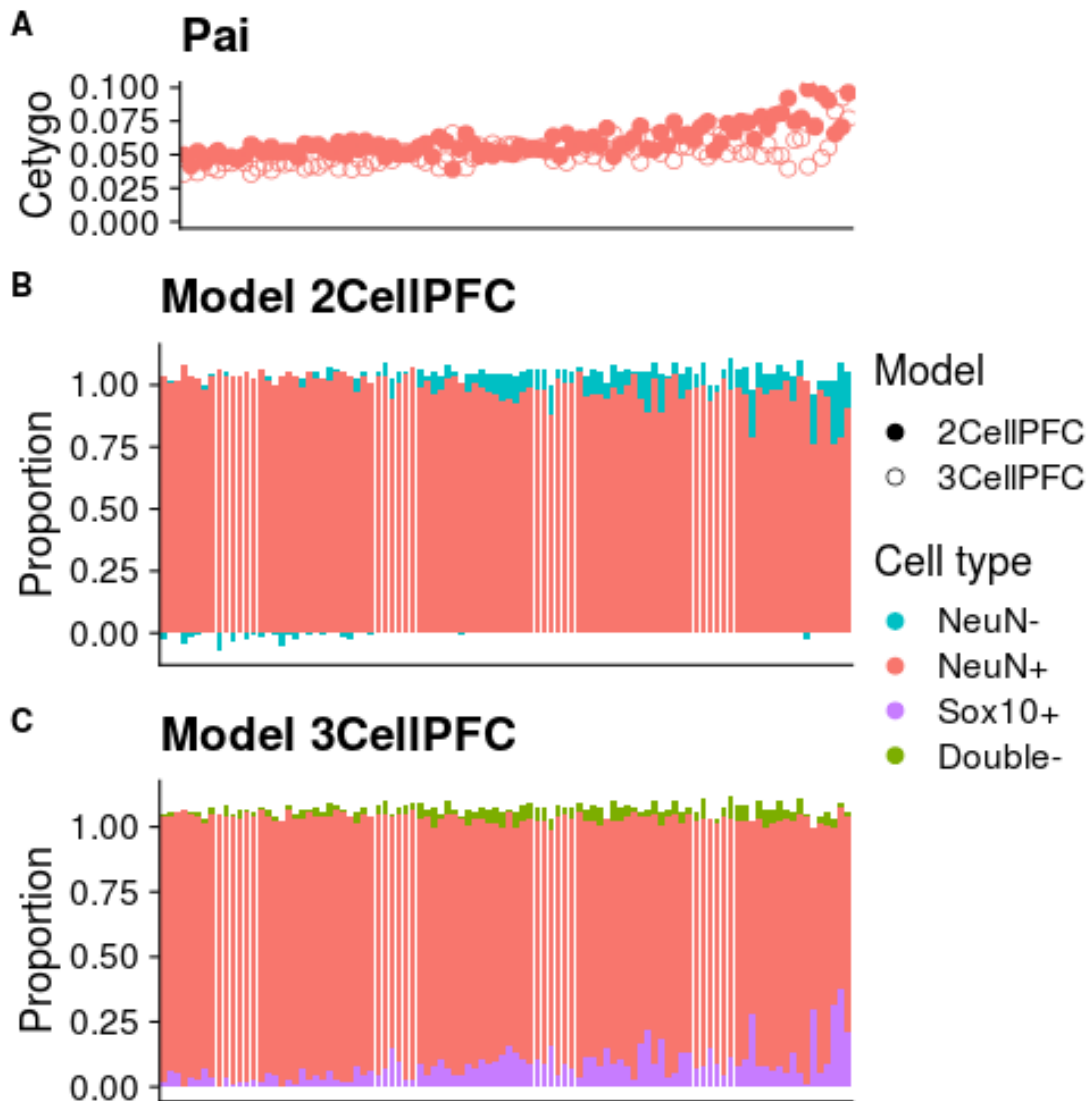 A
Pai
Cetygo
0.100
0.075
0.050
0.025
0.000
B
Model 2CellPFC
Proportion
1.00
0.75
0.50
0.25
0.00
Model
2CellPFC
3CellPFC
Cell type
NeuN-
NeuN+
Sox10+
Double-
C
Model 3CellPFC
Proportion
1.00
0.75
0.50
0.25
0.00